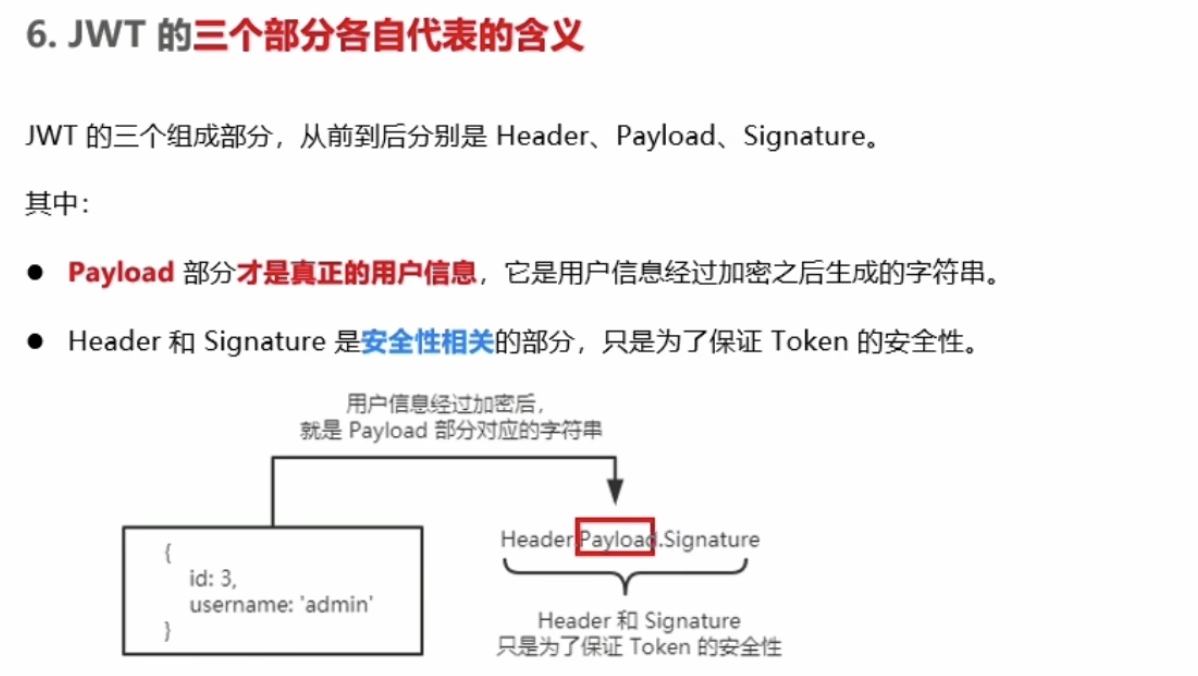 6. JWT 的三个部分各自代表的含义
JWT 的三个组成部分，从前到后分别是 Header、Payload、Signature。
其中：
● Payload 部分才是真正的用户信息，它是用户信息经过加密之后生成的字符串。
● Header 和 Signature 是安全性相关的部分，只是为了保证 Token 的安全性。
用户信息经过加密后，
就是 Payload 部分对应的字符串
{
id: 3,
username: 'admin'
}
Header.Payload.Signature
Header 和 Signature
只是为了保证 Token 的安全性